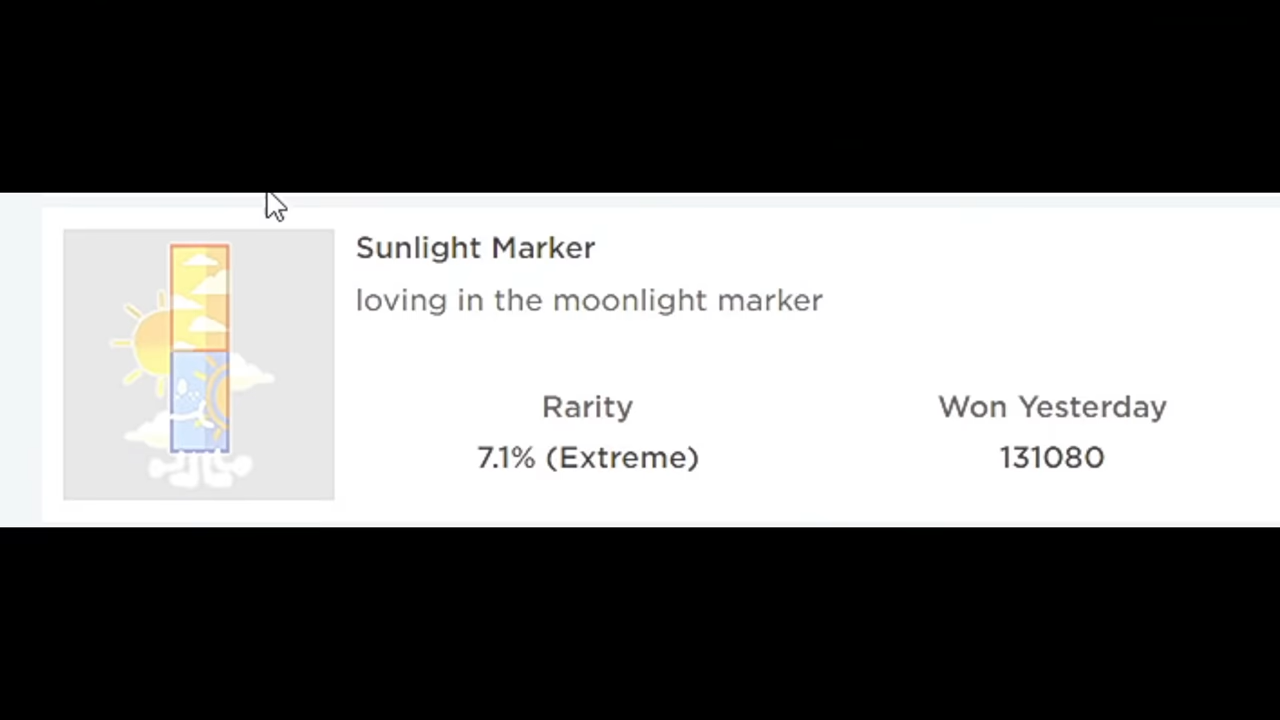 Sunlight Marker
loving in the moonlight marker
Rarity
Won Yesterday
7.1% (Extreme)
131080